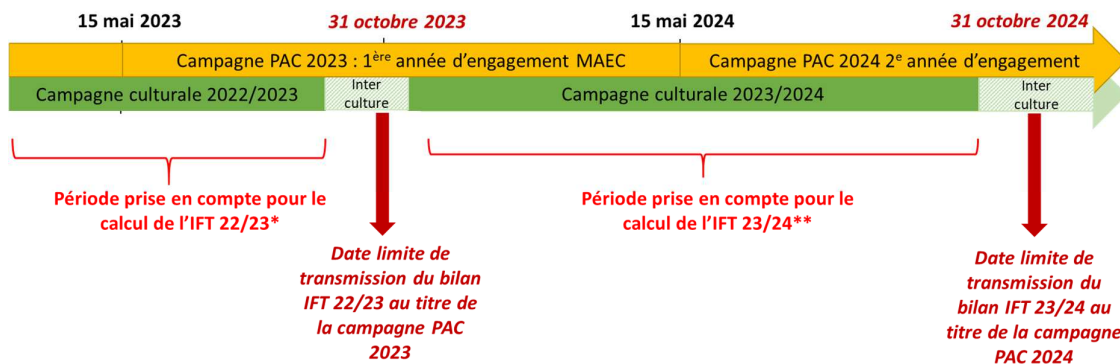 15 mai 2023
31 octobre 2023
15 mai 2024
31 octobre 2024
Campagne PAC 2023 : 1ère année d'engagement MAEC
Campagne PAC 2024 2e année d'engagement
Campagne culturale 2022/2023
Inter
culture
Campagne culturale 2023/2024
Inter
culture
Période prise en compte pour le
calcul de l'IFT 22/23*
Période prise en compte pour le
calcul de l'IFT 23/24**
Date limite de
transmission du bilan
IFT 22/23 au titre de
la campagne PAC
2023
Date limite de
transmission du
bilan IFT 23/24 au
titre de la campagne
PAC 2024